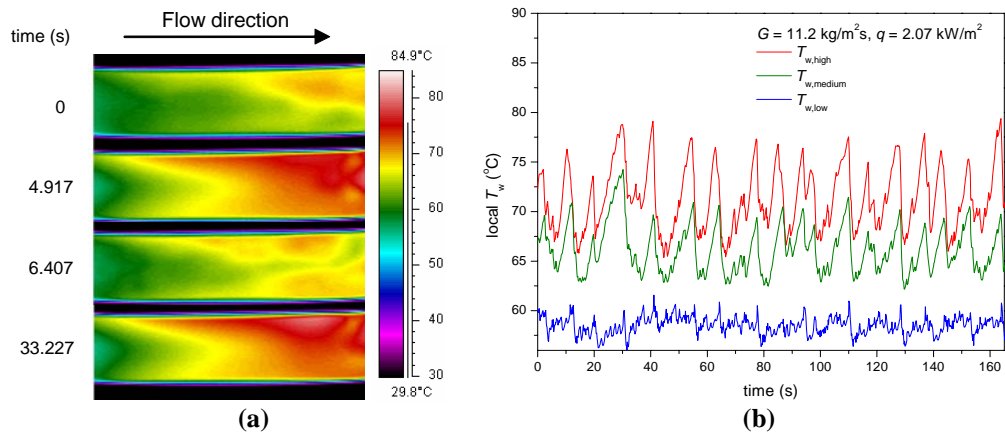 (a)
Flow direction
time (s)
84.9°C
0
4.917
6.407
33.227
80
70
60
50
40
30
29.8°C
(a)
90
85
80
75
70
65
60
local Tw (°C)
G = 11.2 kg/m²s, q = 2.07 kW/m²
Tw,high
Tw,medium
Tw,low
0 20 40 60 80 100 120 140 160
time (s)
(b)